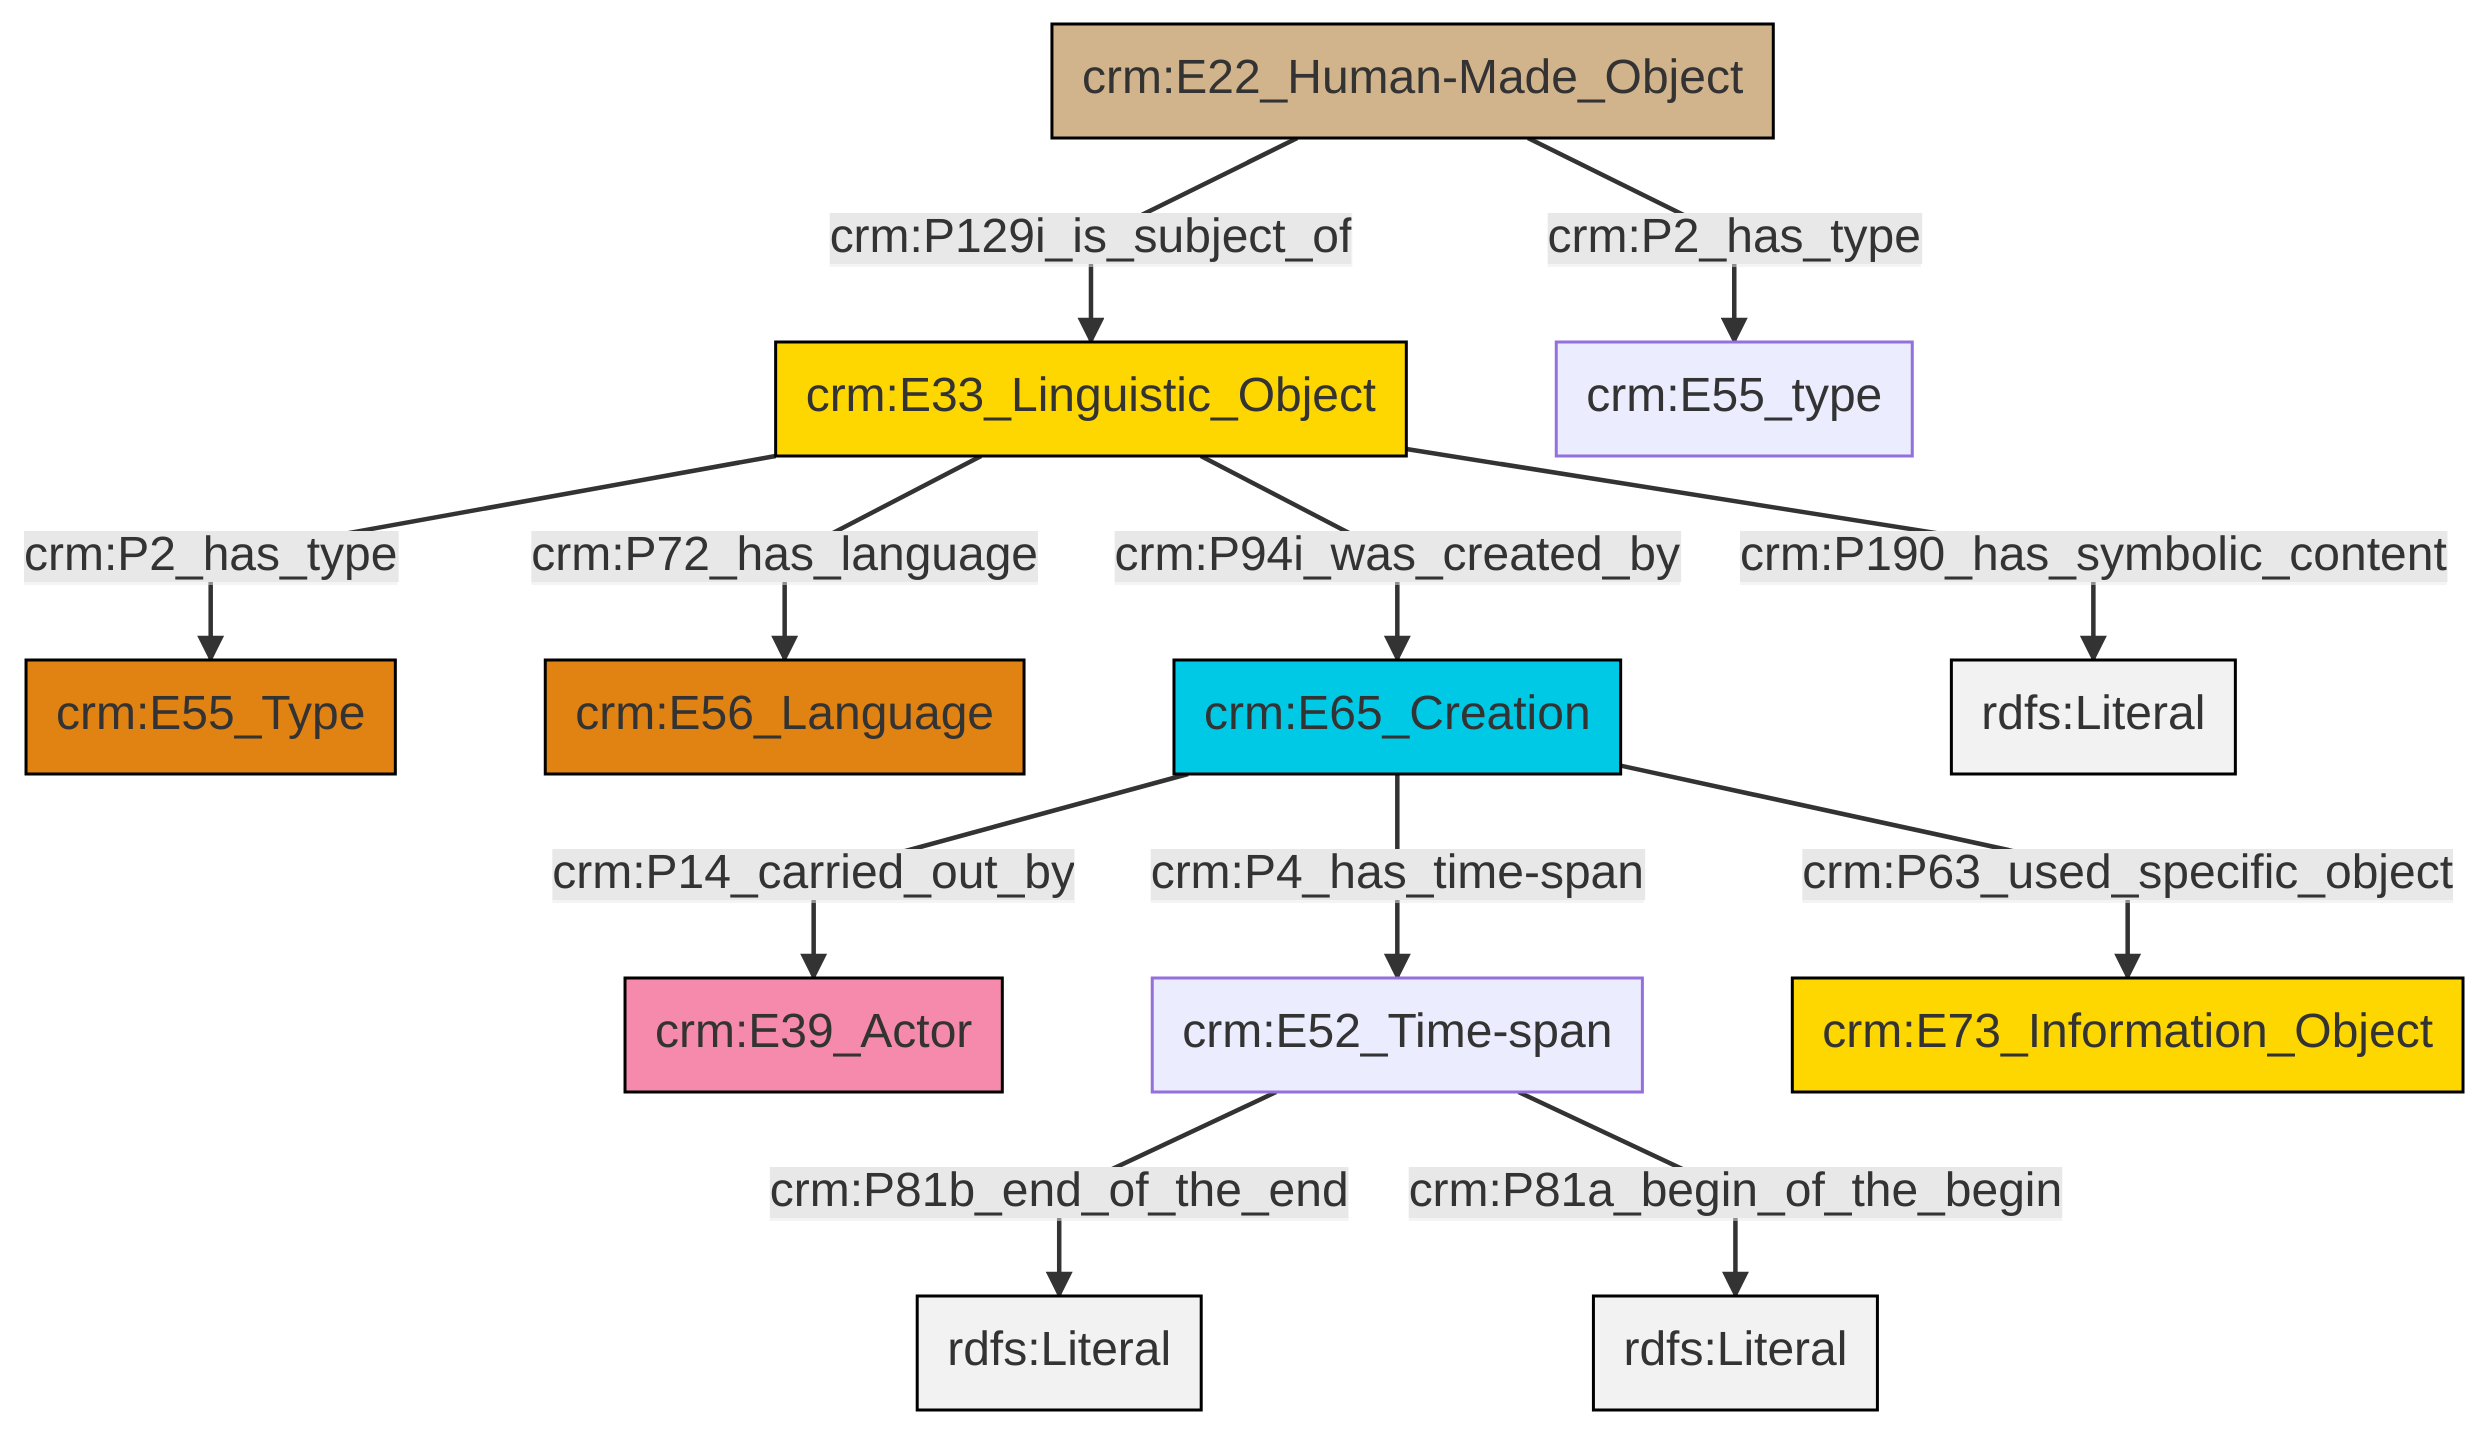 crm:E22_Human-Made_Object
crm:P129i_is_subject_of
crm:P2_has_type
crm:E33_Linguistic_Object
crm:E55_type
crm:P2_has_type
crm:P72_has_language
crm:P94i_was_created_by
crm:P190_has_symbolic_content
crm:E55_Type
crm:E56_Language
crm:E65_Creation
rdfs:Literal
crm:P14_carried_out_by
crm:P4_has_time-span
crm:P63_used_specific_object
crm:E39_Actor
crm:E52_Time-span
crm:E73_Information_Object
crm:P81b_end_of_the_end
crm:P81a_begin_of_the_begin
rdfs:Literal
rdfs:Literal